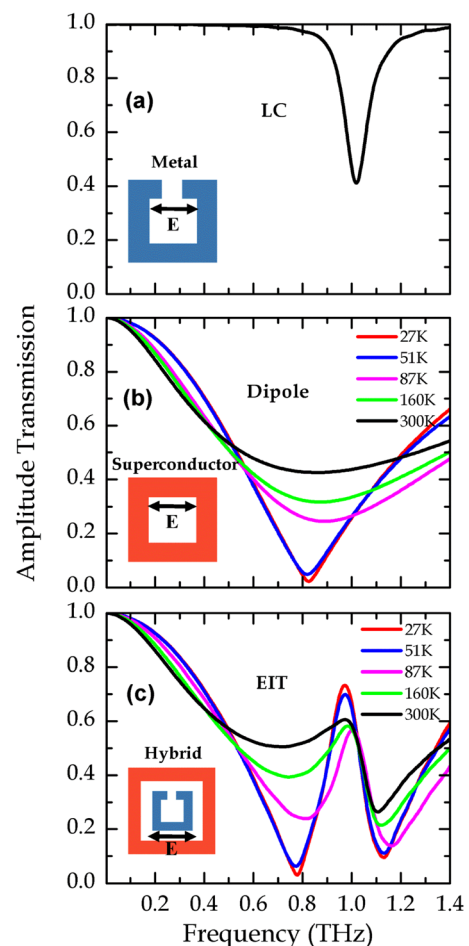 Amplitude Transmission
1.0
0.8
0.6
0.4
0.2
0.0
(a)
LC
Metal
E
1.0
0.8
0.6
0.4
0.2
0.0
(b)
Dipole
27K
51K
87K
160K
300K
Superconductor
E
1.0
0.8
0.6
0.4
0.2
0.0
(c)
EIT
27K
51K
87K
160K
300K
Hybrid
E
0.2 0.4 0.6 0.8 1.0 1.2 1.4
Frequency (THz)